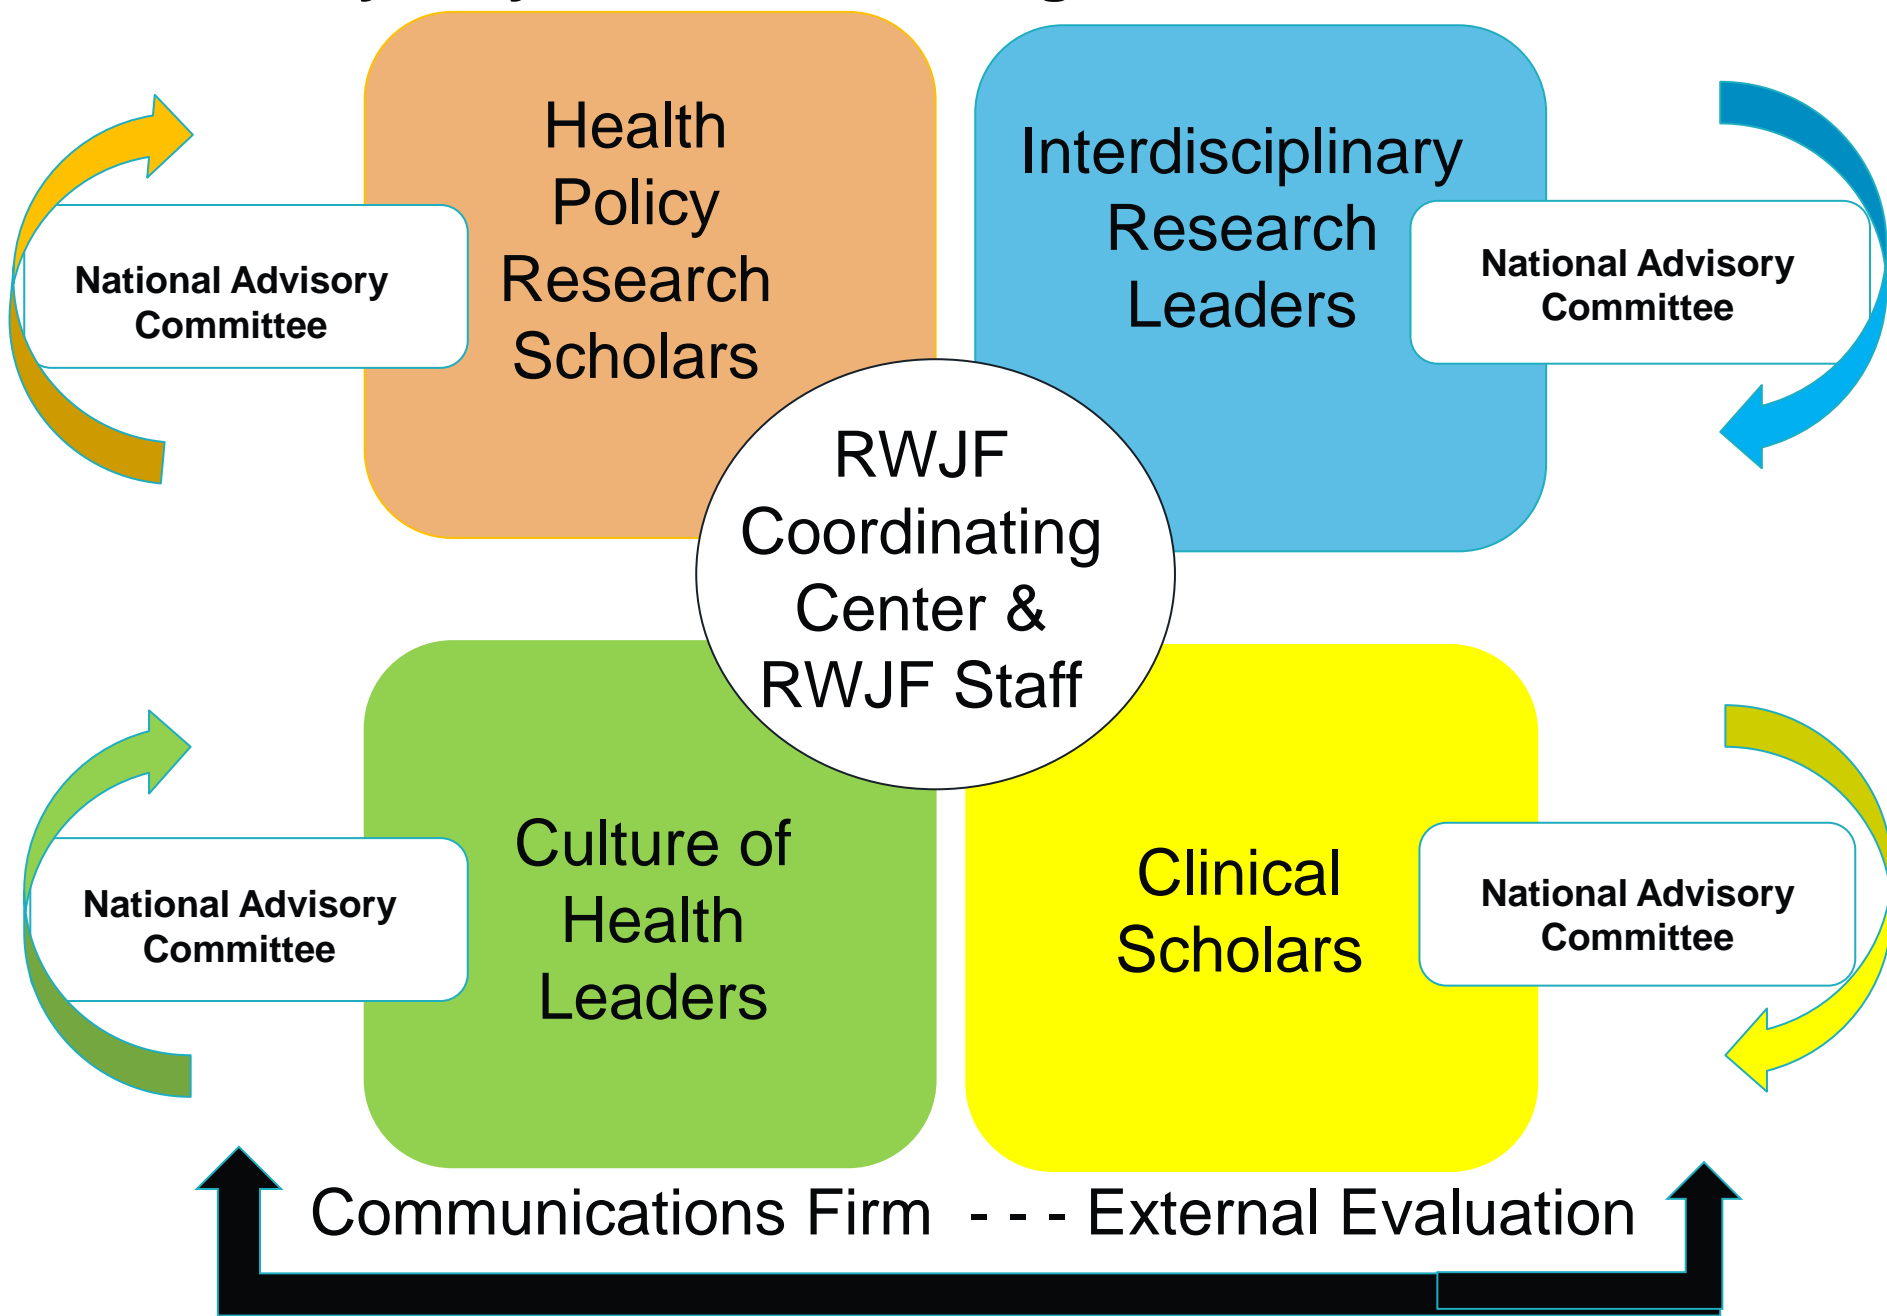 Health
Policy
Research
Scholars
National Advisory
Committee
Interdisciplinary
Research
Leaders
National Advisory
Committee
RWJF
Coordinating
Center &
RWJF Staff
Culture of
Health
Leaders
National Advisory
Committee
Clinical
Scholars
National Advisory
Committee
Communications Firm - - - External Evaluation